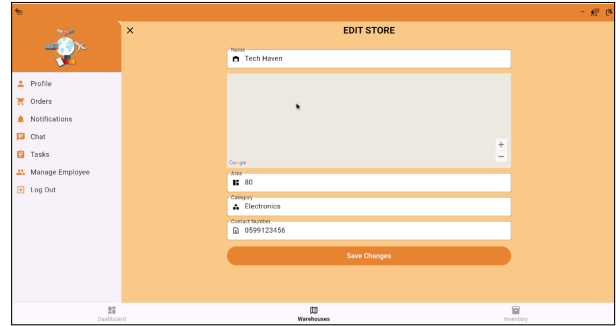 EDIT STORE
Name
Tech Haven
Profile
Orders
Notifications
Chat
Tasks
Manage Employee
Log Out
+
−
Google
Area
80
Category
Electronics
Contact Number
0599123456
Save Changes
Dashboard
Warehouses
Inventory